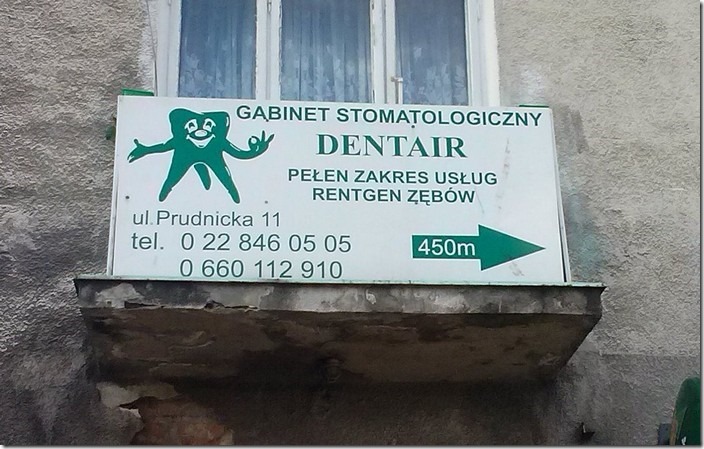 GĄBINET STOMATOLOGICZNY
DENTAIR
PEŁEN ZAKRES USŁUG
RENTGEN ZĘBÓW
ul.Prudnicka 11
tel. 0 22 846 05 05
0 660 112 910
450m